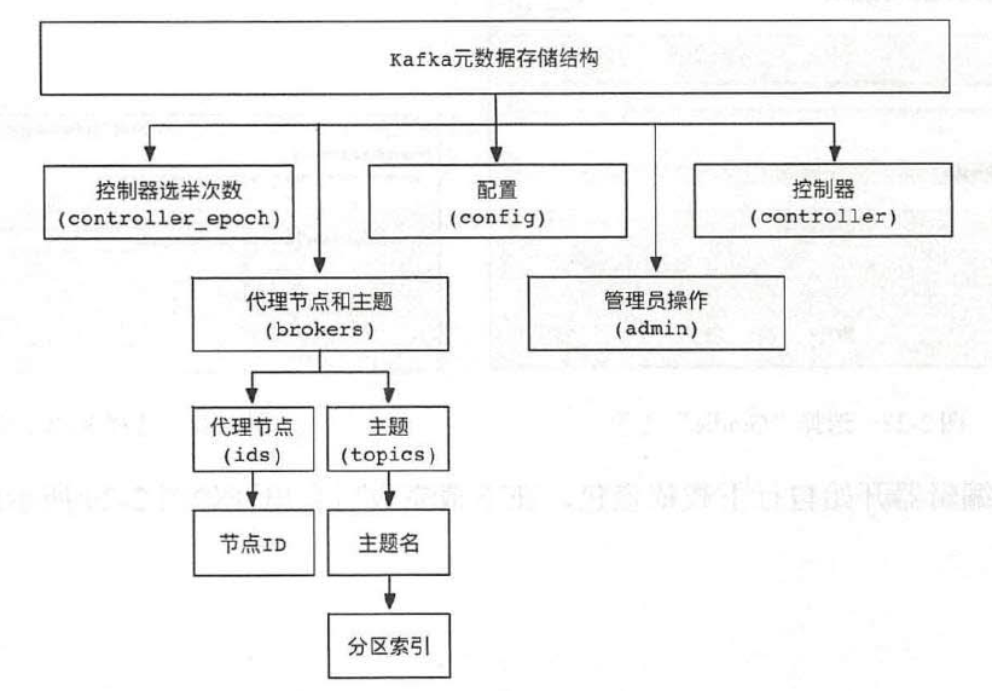 Kafka元数据存储结构
控制器选举次数
(controller_epoch)
配置
(config)
控制器
(controller)
代理节点和主题
(brokers)
管理员操作
(admin)
代理节点
(ids)
主题
(topics)
节点ID
主题名
分区索引